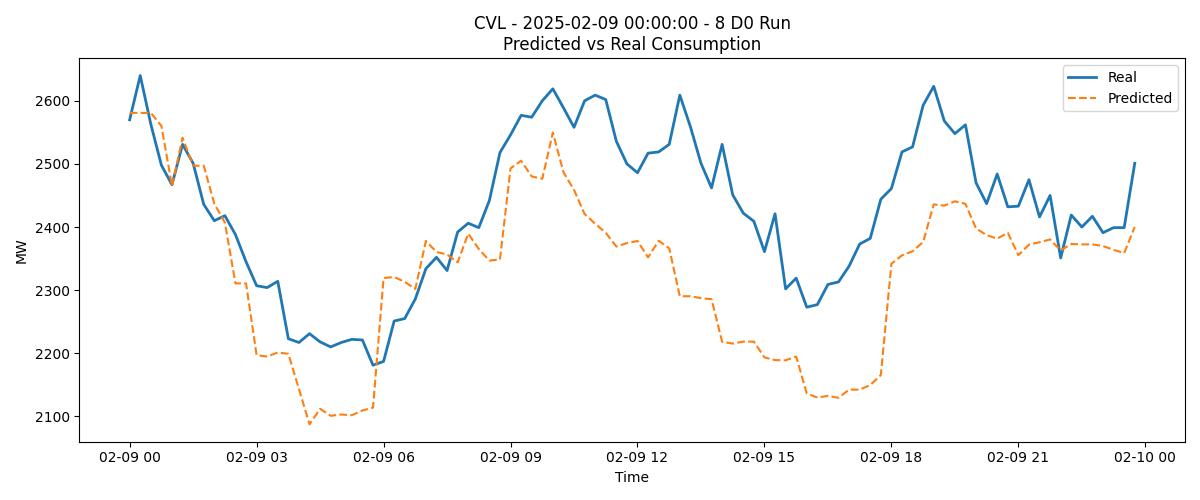 CVL - 2025-02-09 00:00:00 - 8 D0 Run
Predicted vs Real Consumption
Real
Predicted
MW
2600
2500
2400
2300
2200
2100
02-09 00
02-09 03
02-09 06
02-09 09
02-09 12
02-09 15
02-09 18
02-09 21
02-10 00
Time